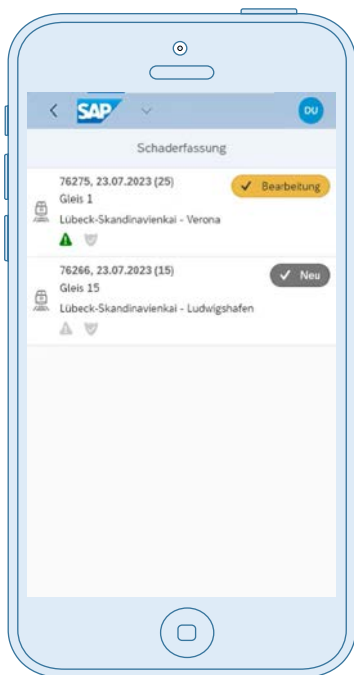 SAP
DU
Schaderfassung
76275, 23.07.2023 (25)
Bearbeitung
Gleis 1
Lübeck-Skandinavienkai - Verona
76266, 23.07.2023 (15)
Neu
Gleis 15
Lübeck-Skandinavienkai - Ludwigshafen